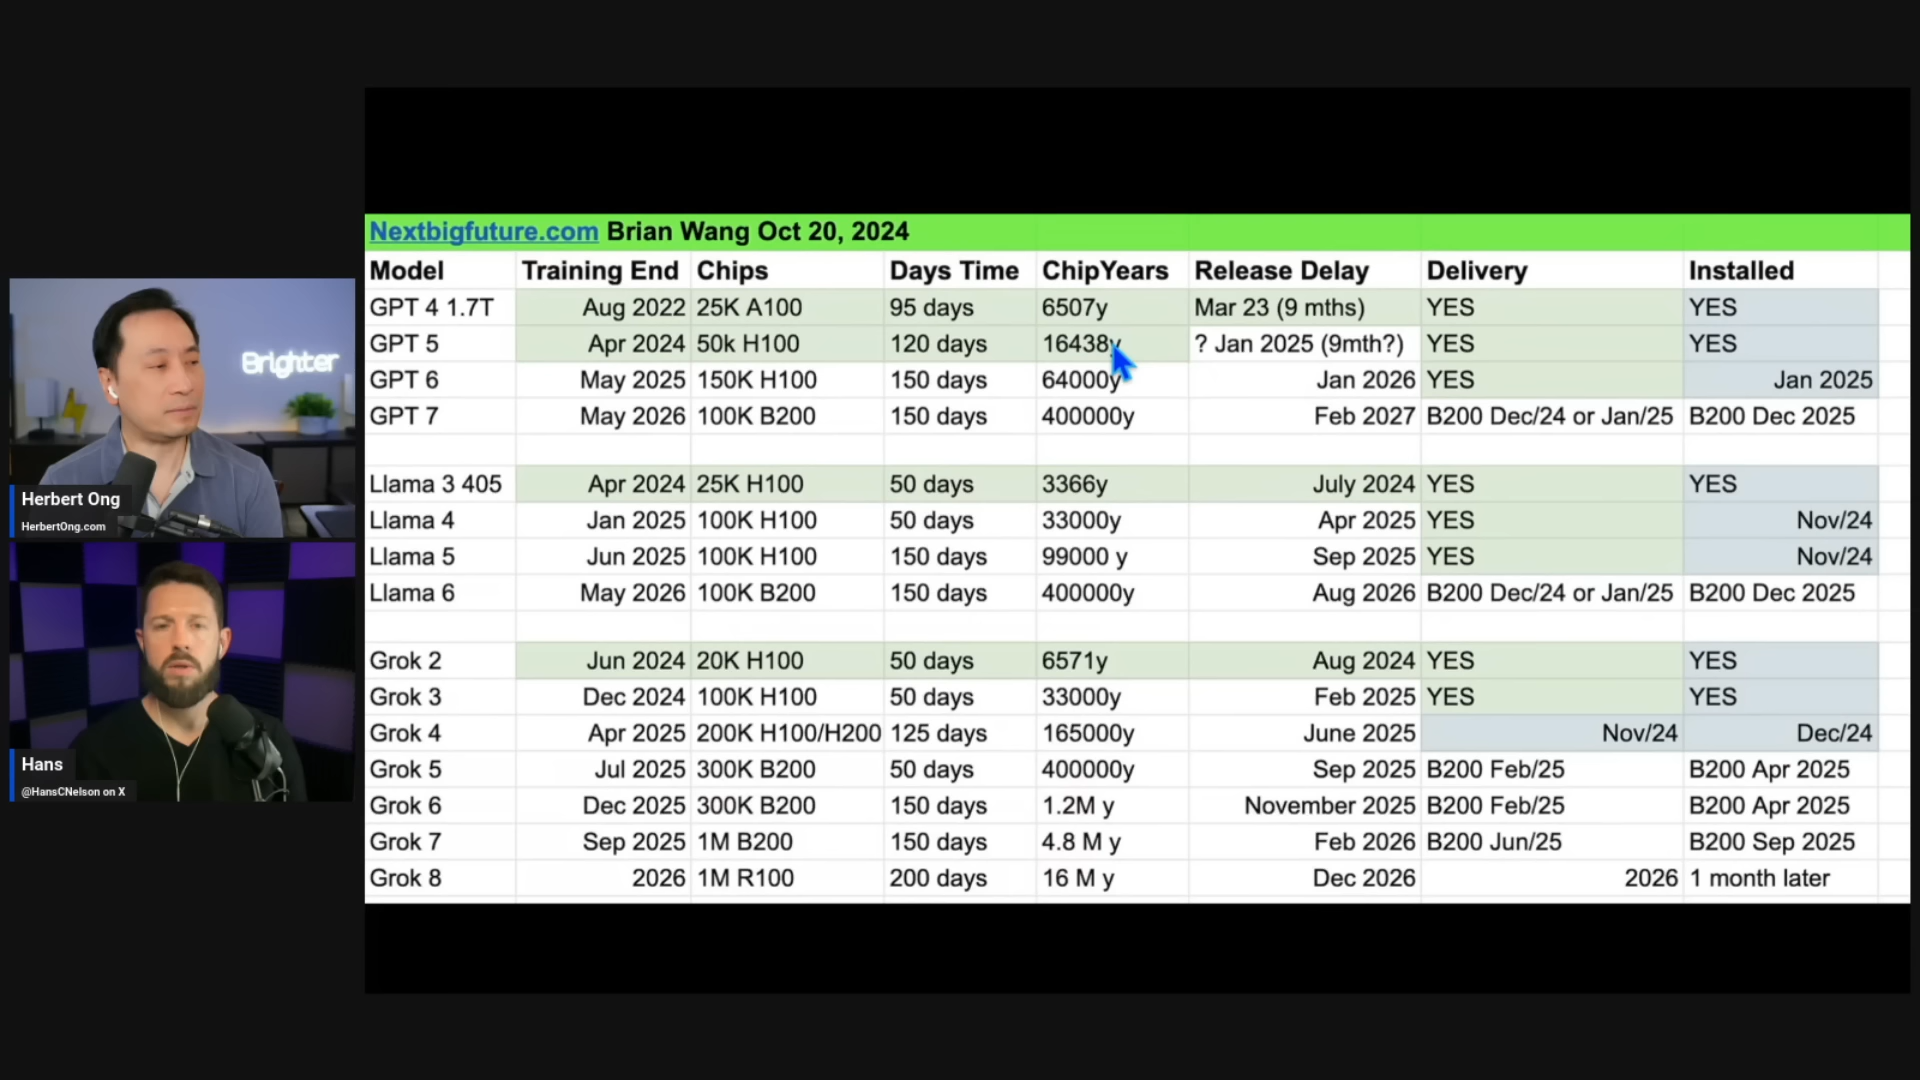 Nextbigfuture.com Brian Wang Oct 20, 2024
Model Training End Chips Days Time ChipYears Release Delay Delivery Installed
GPT 4 1.7T Aug 2022 25K A100 95 days 6507y Mar 23 (9 mths) YES YES
GPT 5 Apr 2024 50k H100 120 days 16438y ? Jan 2025 (9mth?) YES YES
GPT 6 May 2025 150K H100 150 days 64000y Jan 2026 YES Jan 2025
GPT 7 May 2026 100K B200 150 days 400000y Feb 2027 B200 Dec/24 or Jan/25 B200 Dec 2025
Llama 3 405 Apr 2024 25K H100 50 days 3366y July 2024 YES YES
Llama 4 Jan 2025 100K H100 50 days 33000y Apr 2025 YES Nov/24
Llama 5 Jun 2025 100K H100 150 days 99000 y Sep 2025 YES Nov/24
Llama 6 May 2026 100K B200 150 days 400000y Aug 2026 B200 Dec/24 or Jan/25 B200 Dec 2025
Grok 2 Jun 2024 20K H100 50 days 6571y Aug 2024 YES YES
Grok 3 Dec 2024 100K H100 50 days 33000y Feb 2025 YES YES
Grok 4 Apr 2025 200K H100/H200 125 days 165000y June 2025 Nov/24 Dec/24
Grok 5 Jul 2025 300K B200 50 days 400000y Sep 2025 B200 Feb/25 B200 Apr 2025
Grok 6 Dec 2025 300K B200 150 days 1.2M y November 2025 B200 Feb/25 B200 Apr 2025
Grok 7 Sep 2025 1M B200 150 days 4.8 M y Feb 2026 B200 Jun/25 B200 Sep 2025
Grok 8 2026 1M R100 200 days 16 M y Dec 2026 2026 1 month later
Brighter
Herbert Ong
HerbertOng.com
Hans
@HansCNelson on X